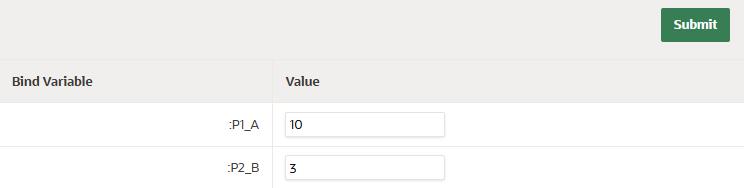 Submit
Bind Variable Value
:P1_A 10
:P2_B 3